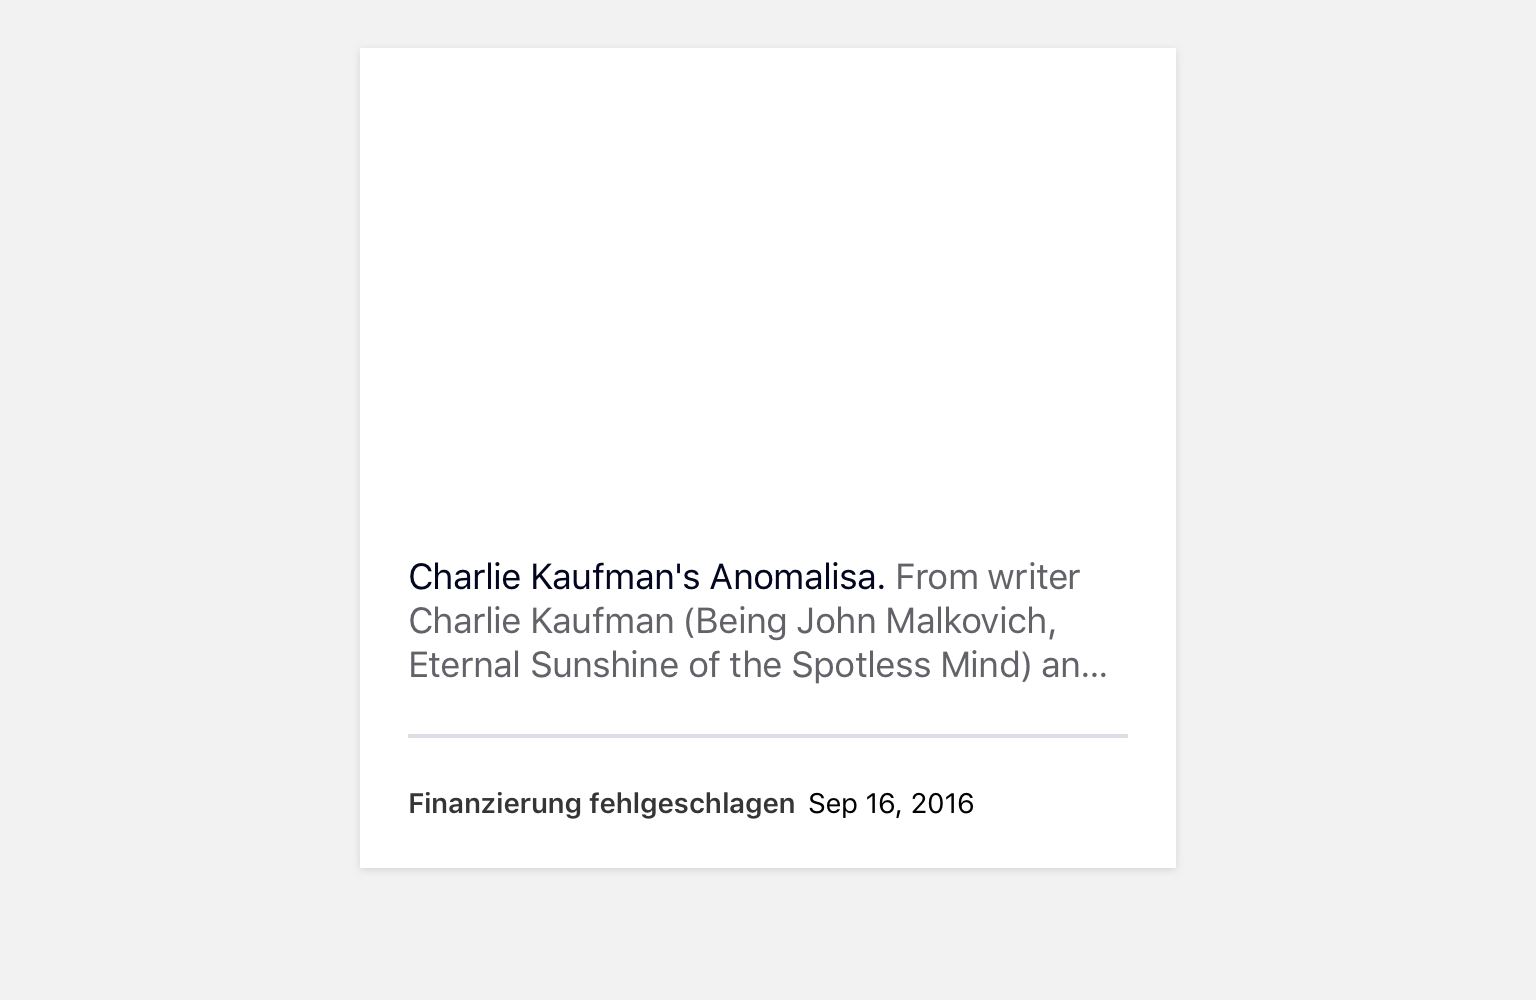 Charlie Kaufman's Anomalisa. From writer
Charlie Kaufman (Being John Malkovich,
Eternal Sunshine of the Spotless Mind) an...
Finanzierung fehlgeschlagen Sep 16, 2016